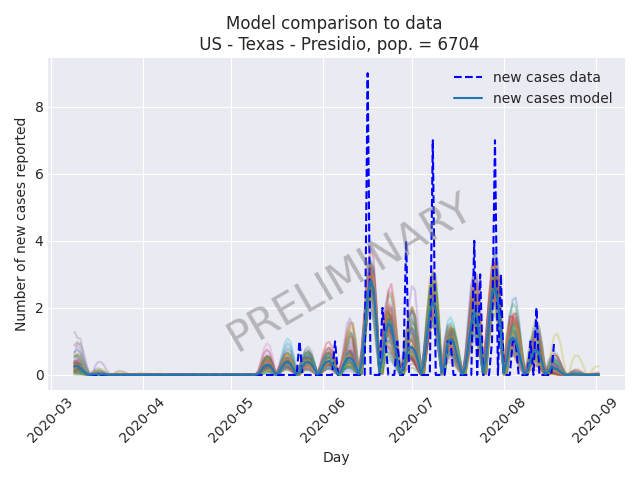 Model comparison to data
US - Texas - Presidio, pop. = 6704
new cases data
new cases model
Number of new cases reported
8
6
4
2
0
PRELIMINARY
2020-03
2020-04
2020-05
2020-06
2020-07
2020-08
2020-09
Day